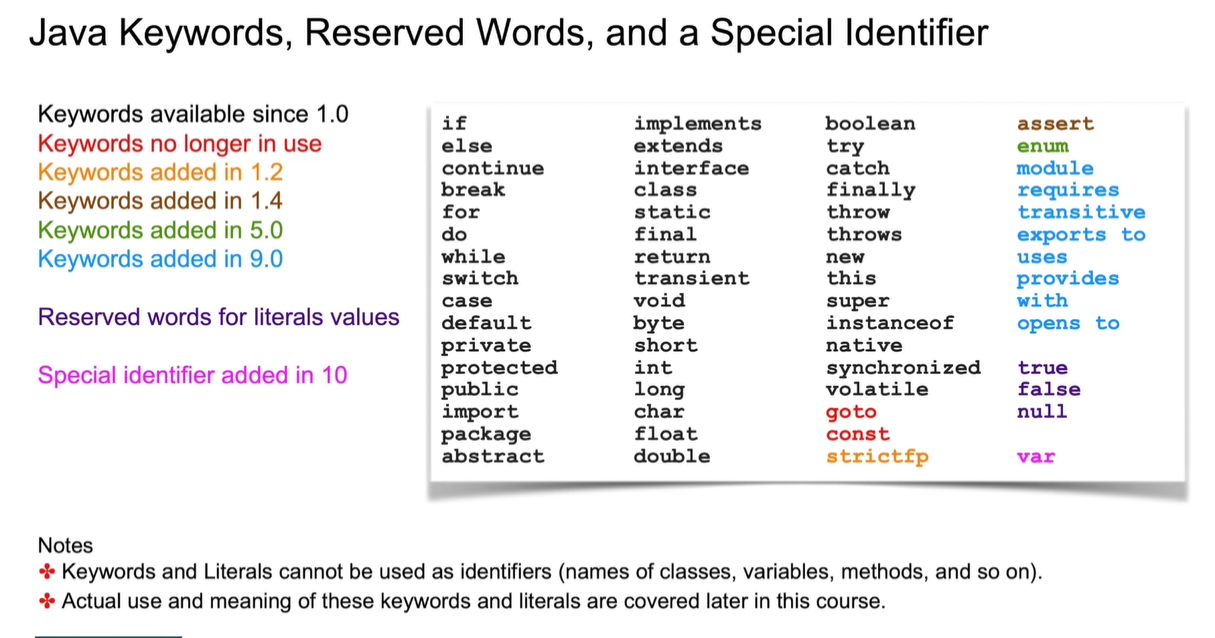 Java Keywords, Reserved Words, and a Special Identifier
Keywords available since 1.0
Keywords no longer in use
Keywords added in 1.2
Keywords added in 1.4
Keywords added in 5.0
Keywords added in 9.0
Reserved words for literals values
Special identifier added in 10
if
else
continue
break
for
do
while
switch
case
default
private
protected
public
import
package
abstract
implements
extends
interface
class
static
final
return
transient
void
byte
short
int
long
char
float
double
boolean
try
catch
finally
throw
throws
new
this
super
instanceof
native
synchronized
volatile
goto
const
strictfp
assert
enum
module
requires
transitive
exports to
uses
provides
with
opens to
true
false
null
var
Notes
✤ Keywords and Literals cannot be used as identifiers (names of classes, variables, methods, and so on).
✤ Actual use and meaning of these keywords and literals are covered later in this course.